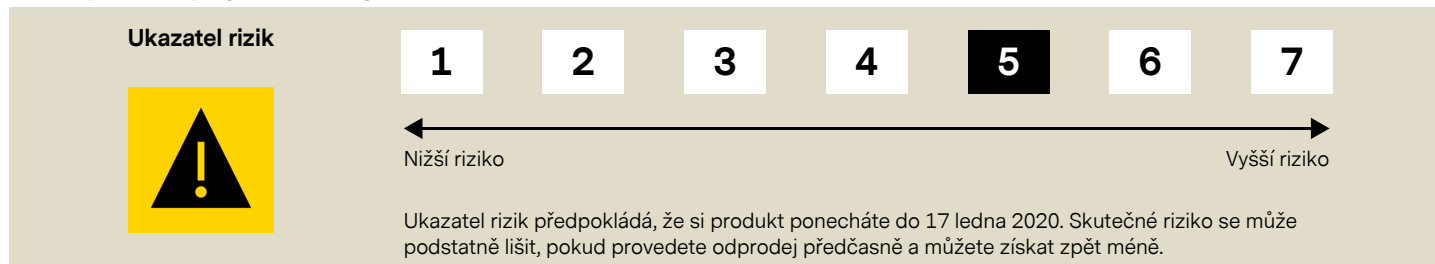 Ukazatel rizik
1 2 3 4 5 6 7
Nižší riziko Vyšší riziko
Ukazatel rizik předpokládá, že si produkt ponecháte do 17 ledna 2020. Skutečné riziko se může
podstatně lišit, pokud provedete odprodej předčasně a můžete získat zpět méně.